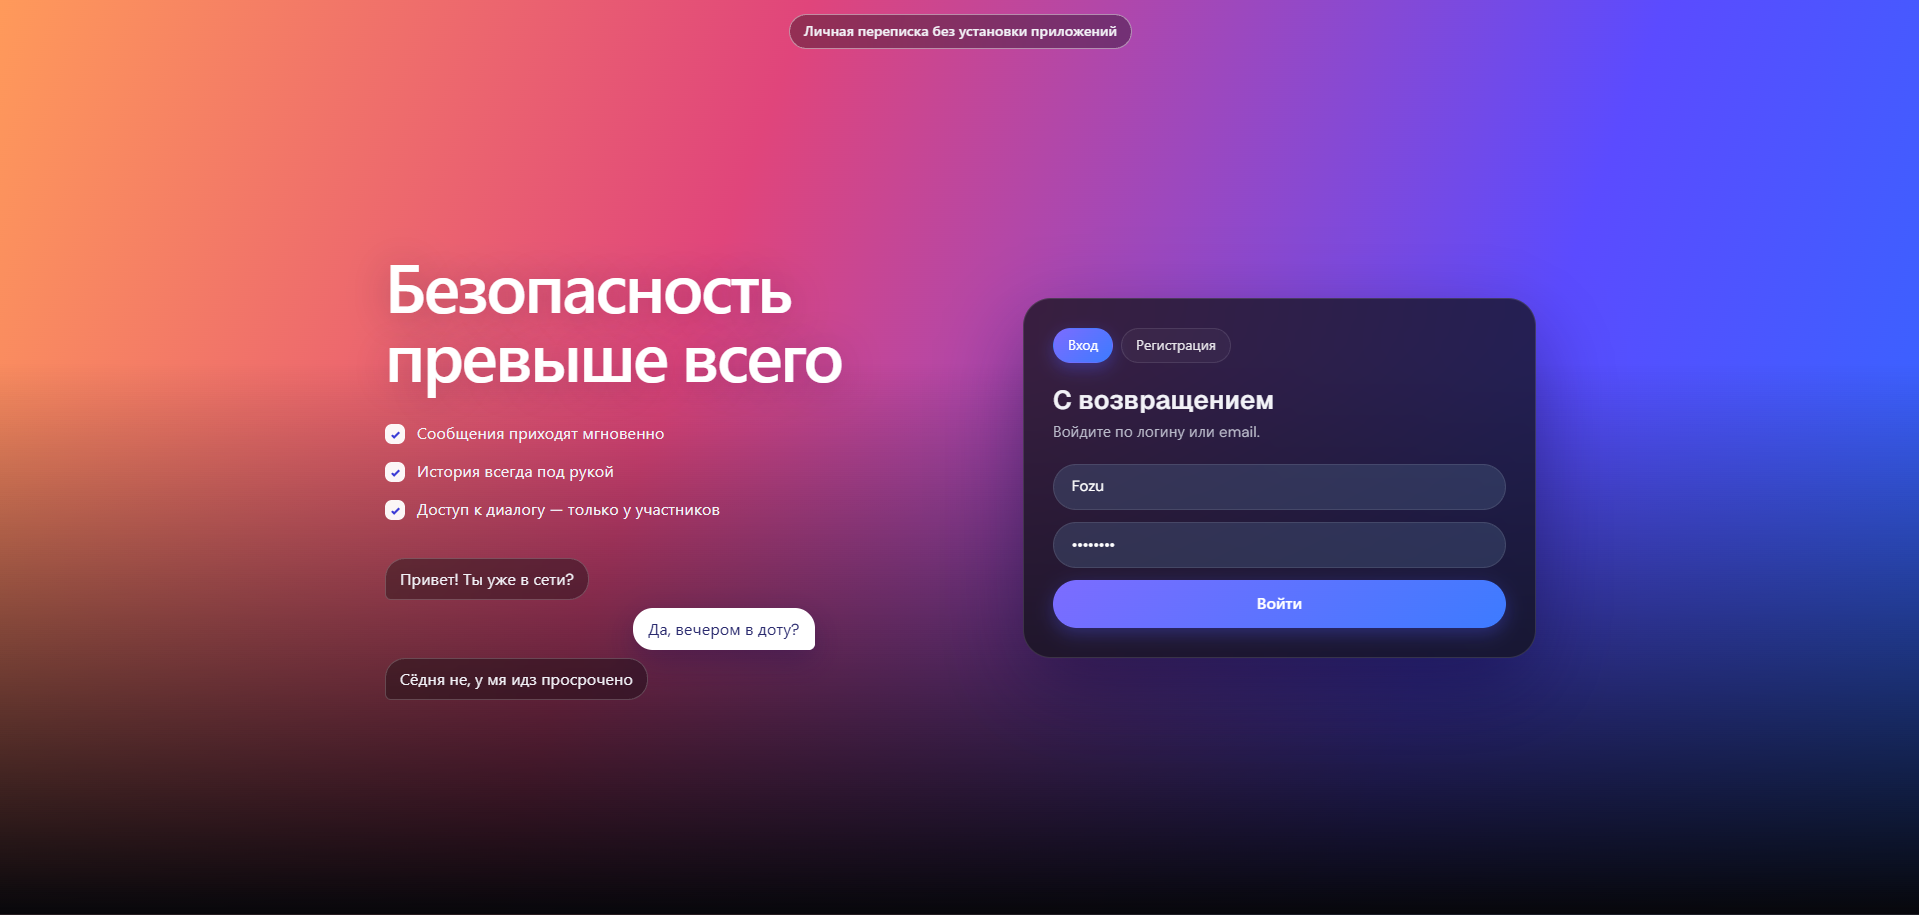 Личная переписка без установки приложений
Безопасность
превыше всего
Сообщения приходят мгновенно
История всегда под рукой
Доступ к диалогу — только у участников
Привет! Ты уже в сети?
Да, вечером в доту?
Сёдня не, у мя идз просрочено
Вход
Регистрация
С возвращением
Войдите по логину или email.
Fozu
••••••••
Войти